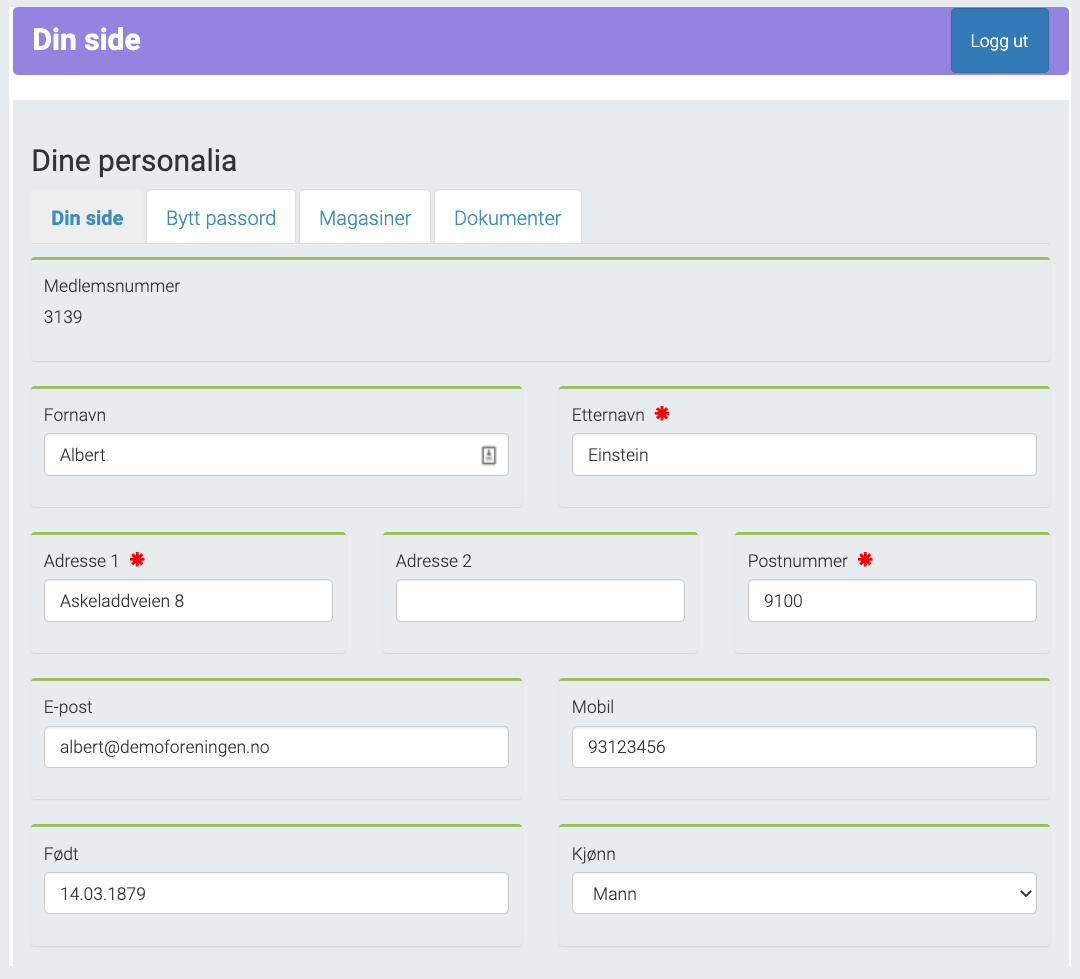 Din side
Logg ut
Dine personalia
Din side
Bytt passord
Magasiner
Dokumenter
Medlemsnummer
3139
Fornavn
Albert
Etternavn *
Einstein
Adresse 1 *
Askeladdveien 8
Adresse 2
Postnummer *
9100
E-post
albert@demoforeningen.no
Mobil
93123456
Født
14.03.1879
Kjønn
Mann